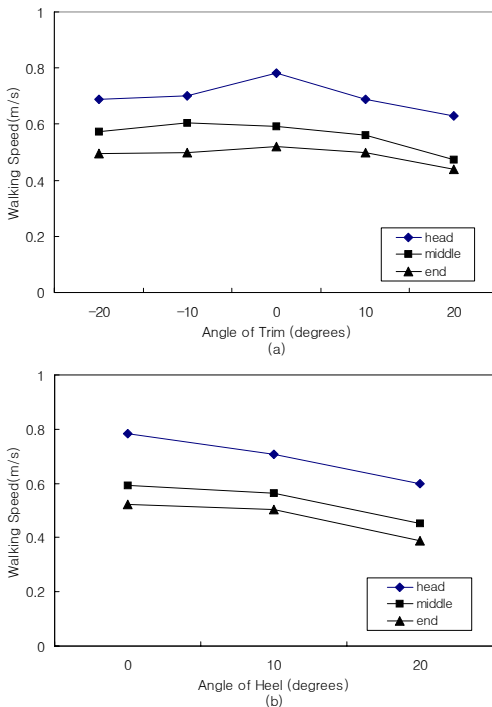 1
0.8
0.6
0.4
0.2
0
Walking Speed(m/s)
head
middle
end
−20 −10 0 10 20
Angle of Trim (degrees)
(a)
1
0.8
0.6
0.4
0.2
0
Walking Speed(m/s)
head
middle
end
0 10 20
Angle of Heel (degrees)
(b)